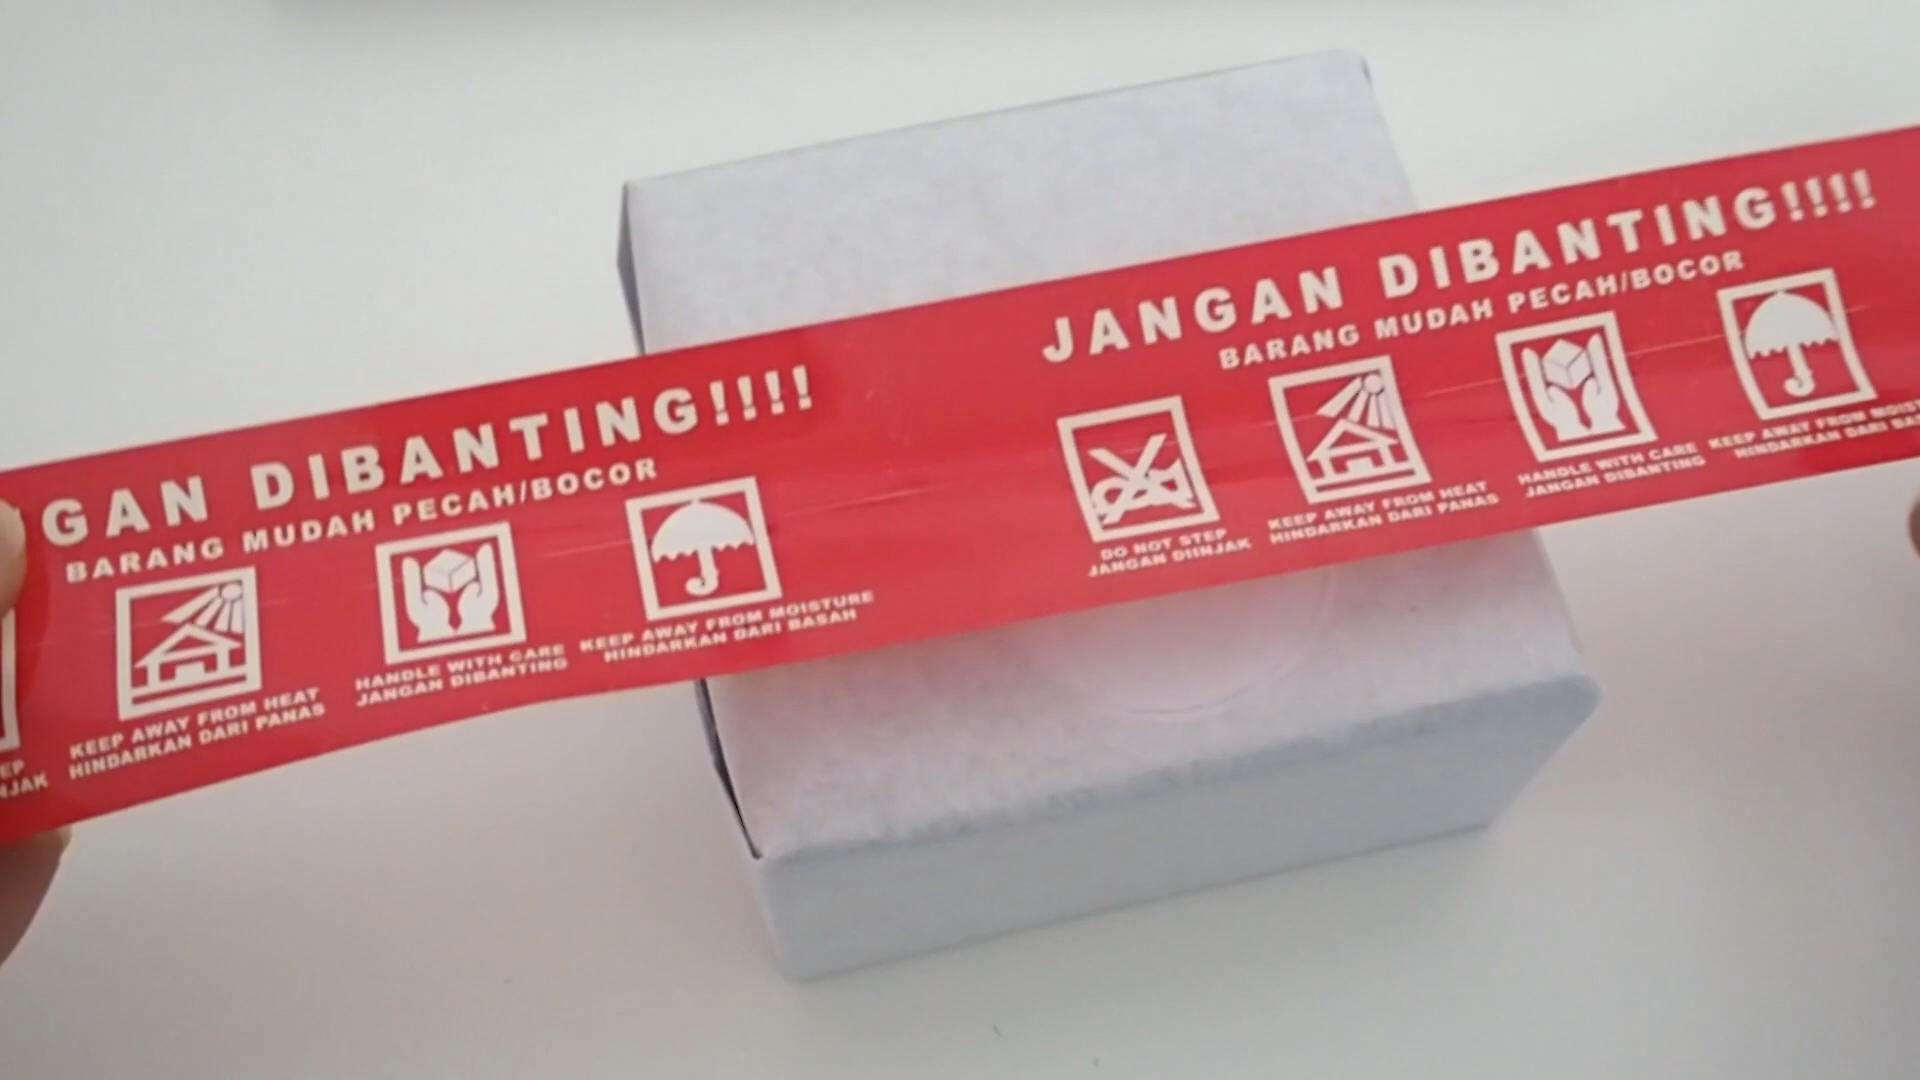 GAN DIBANTING!!!!
BARANG MUDAH PECAH/BOCOR
KEEP AWAY FROM HEAT
HINDARKAN DARI PANAS
HANDLE WITH CARE
JANGAN DIBANTING
KEEP AWAY FROM MOISTURE
HINDARKAN DARI BASAH
JANGAN DIBANTING!!!!
BARANG MUDAH PECAH/BOCOR
DO NOT STEP
JANGAN DIINJAK
KEEP AWAY FROM HEAT
HINDARKAN DARI PANAS
HANDLE WITH CARE
JANGAN DIBANTING
KEEP AWAY FROM MOIST
HINDARKAN DARI BAS